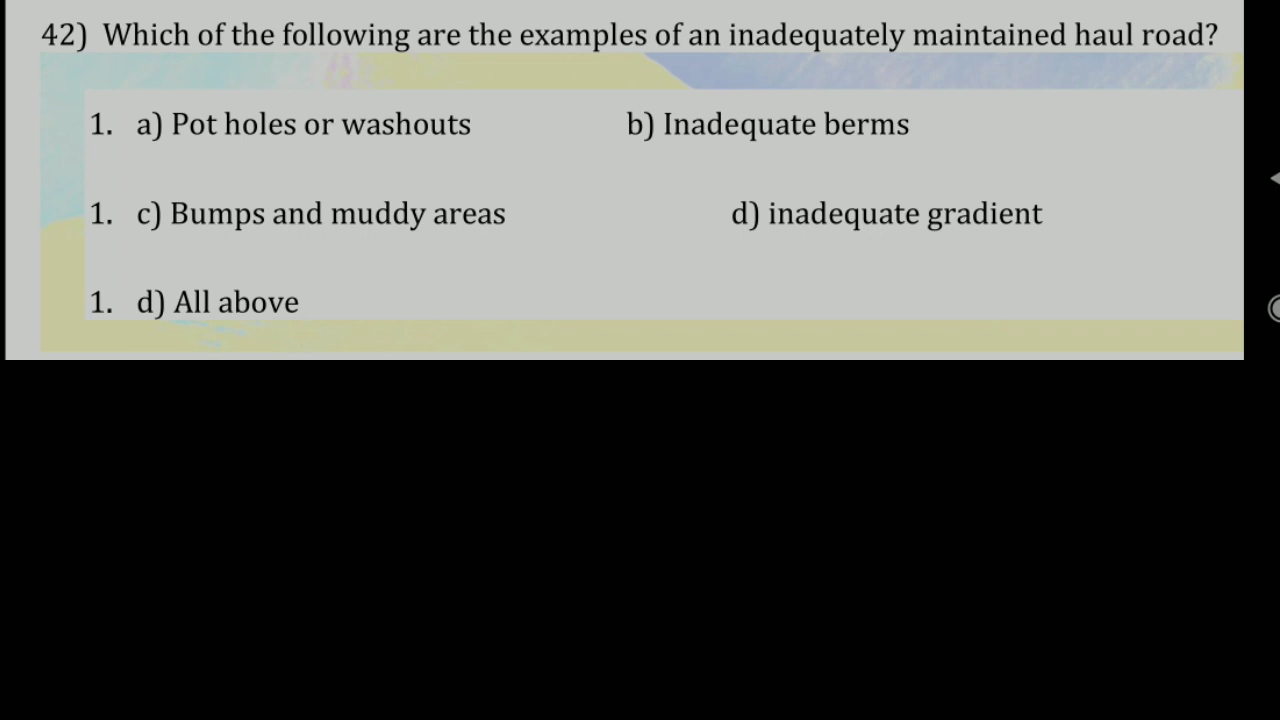 42) Which of the following are the examples of an inadequately maintained haul road?
1. a) Pot holes or washouts b) Inadequate berms
1. c) Bumps and muddy areas d) inadequate gradient
1. d) All above